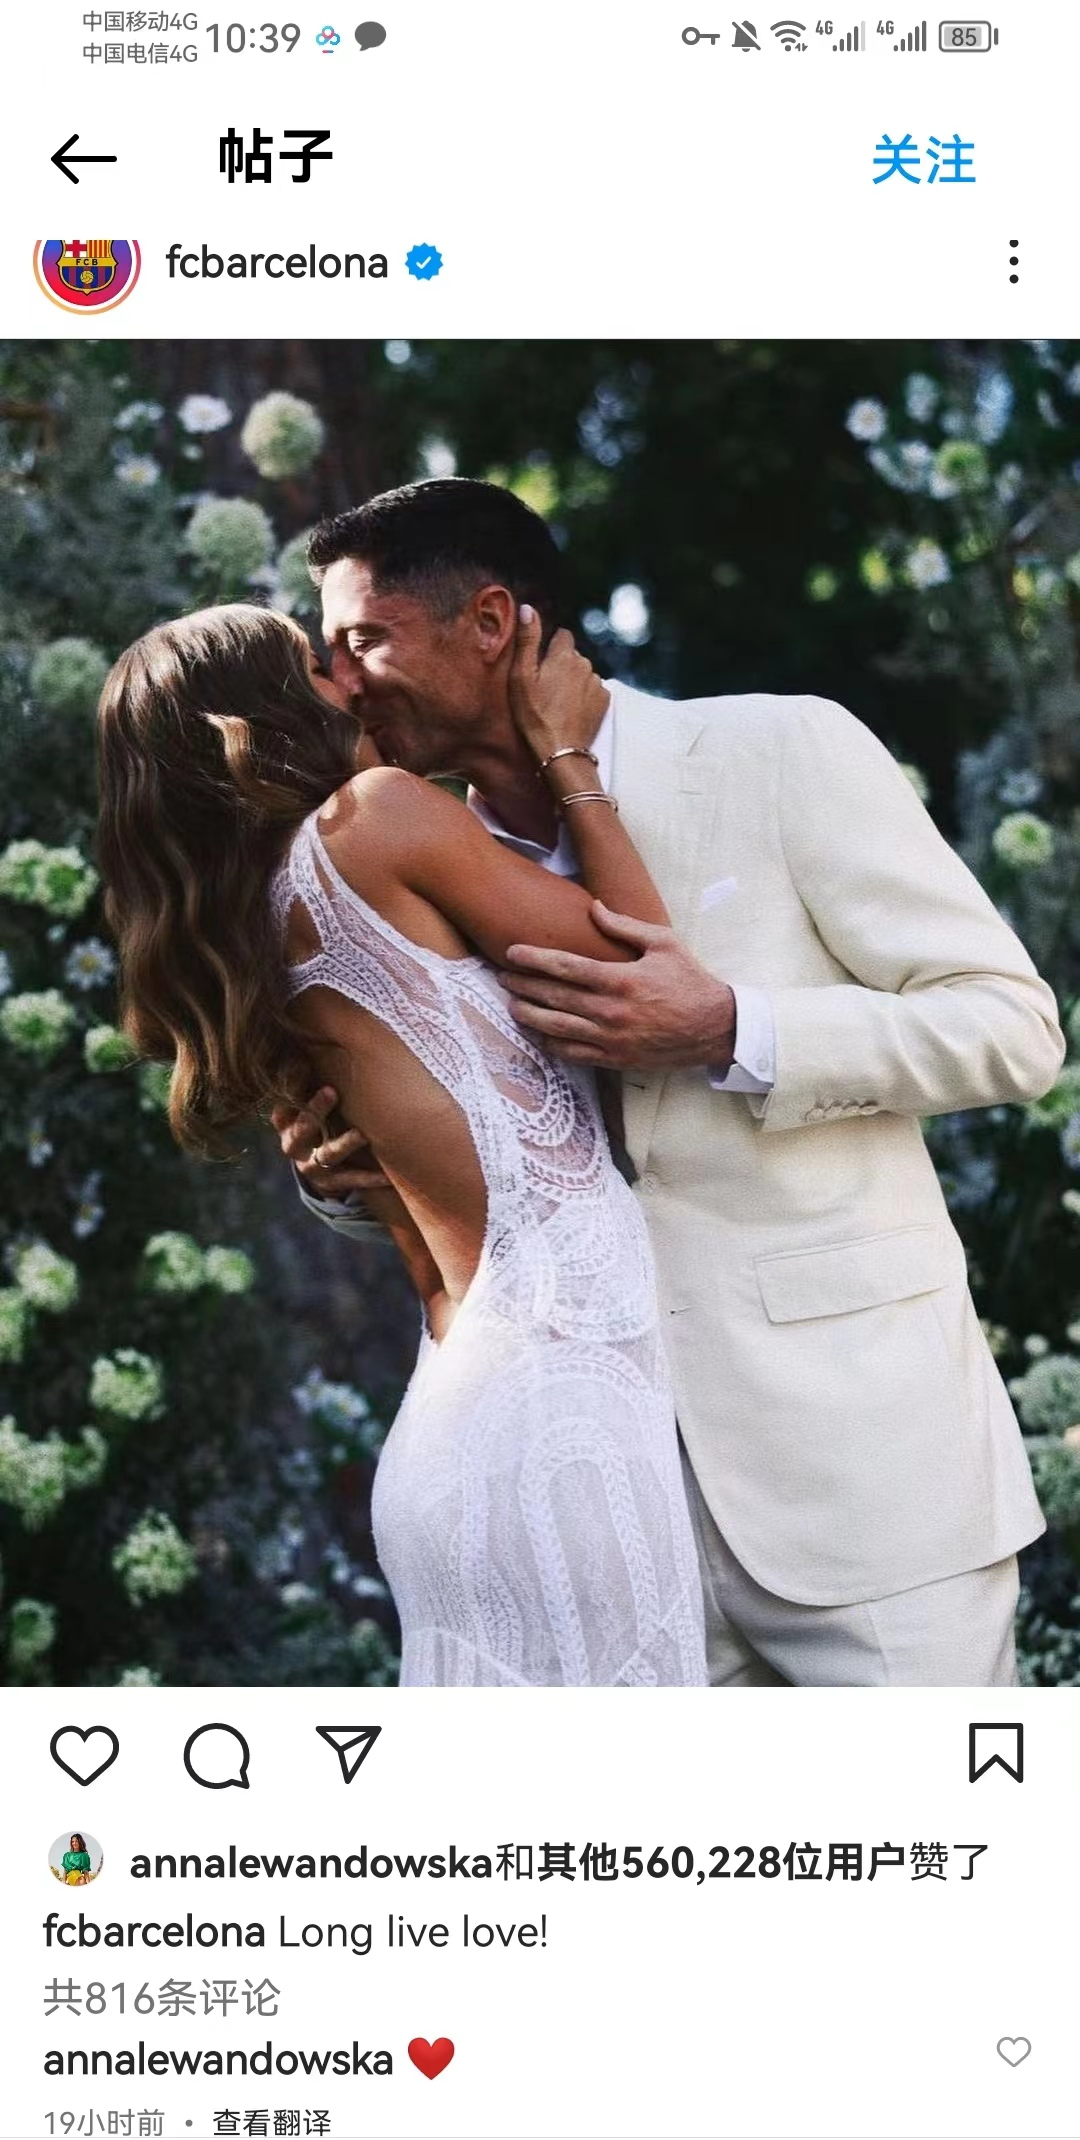 中国移动4G
中国电信4G
10:39
4G
4G
85
帖子
关注
FCB
fcbarcelona
annalewandowska和其他560,228位用户赞了
fcbarcelona Long live love!
共816条评论
annalewandowska ❤️
19小时前 • 查看翻译